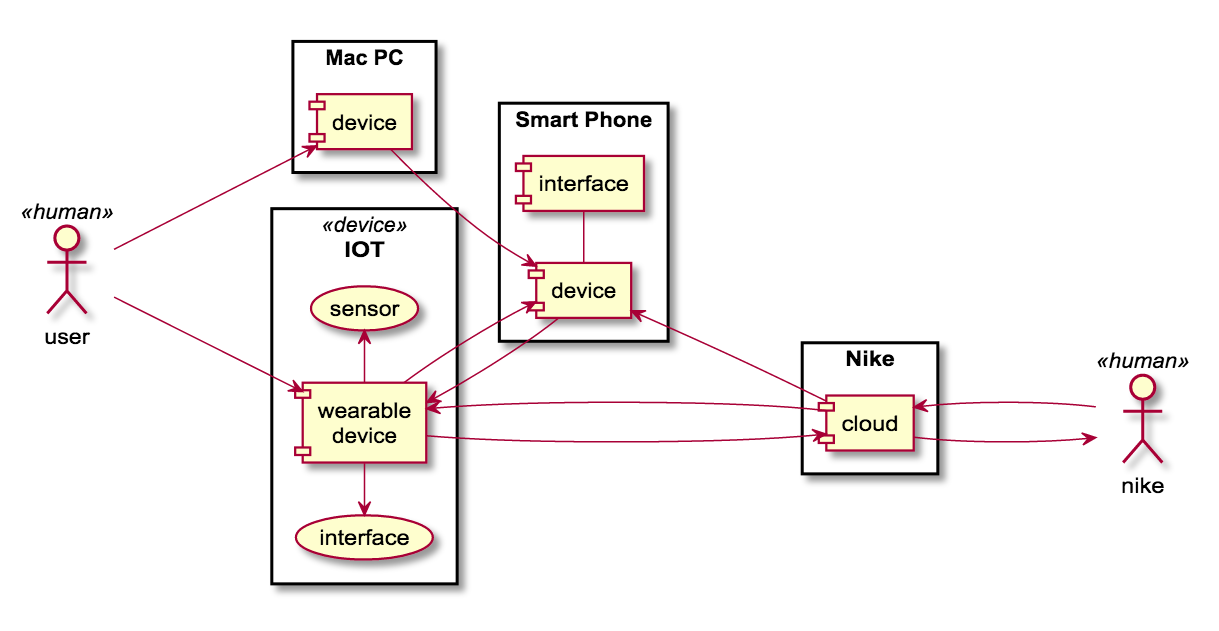 Mac PC
device
Smart Phone
interface
device
«human»
user
«device»
IOT
sensor
wearable
device
interface
Nike
cloud
«human»
nike